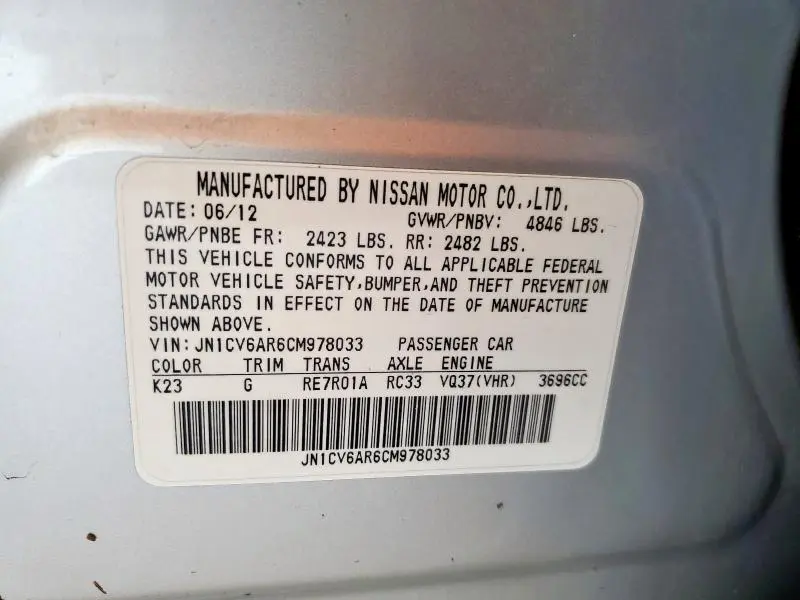 MANUFACTURED BY NISSAN MOTOR CO.,LTD.
DATE: 06/12 GVWR/PNBV: 4846 LBS.
GAWR/PNBE FR: 2423 LBS. RR: 2482 LBS.
THIS VEHICLE CONFORMS TO ALL APPLICABLE FEDERAL
MOTOR VEHICLE SAFETY,BUMPER,AND THEFT PREVENTION
STANDARDS IN EFFECT ON THE DATE OF MANUFACTURE
SHOWN ABOVE.
VIN: JN1CV6AR6CM978033 PASSENGER CAR
COLOR TRIM TRANS AXLE ENGINE
K23 G RE7R01A RC33 VQ37(VHR) 3696CC
JN1CV6AR6CM978033